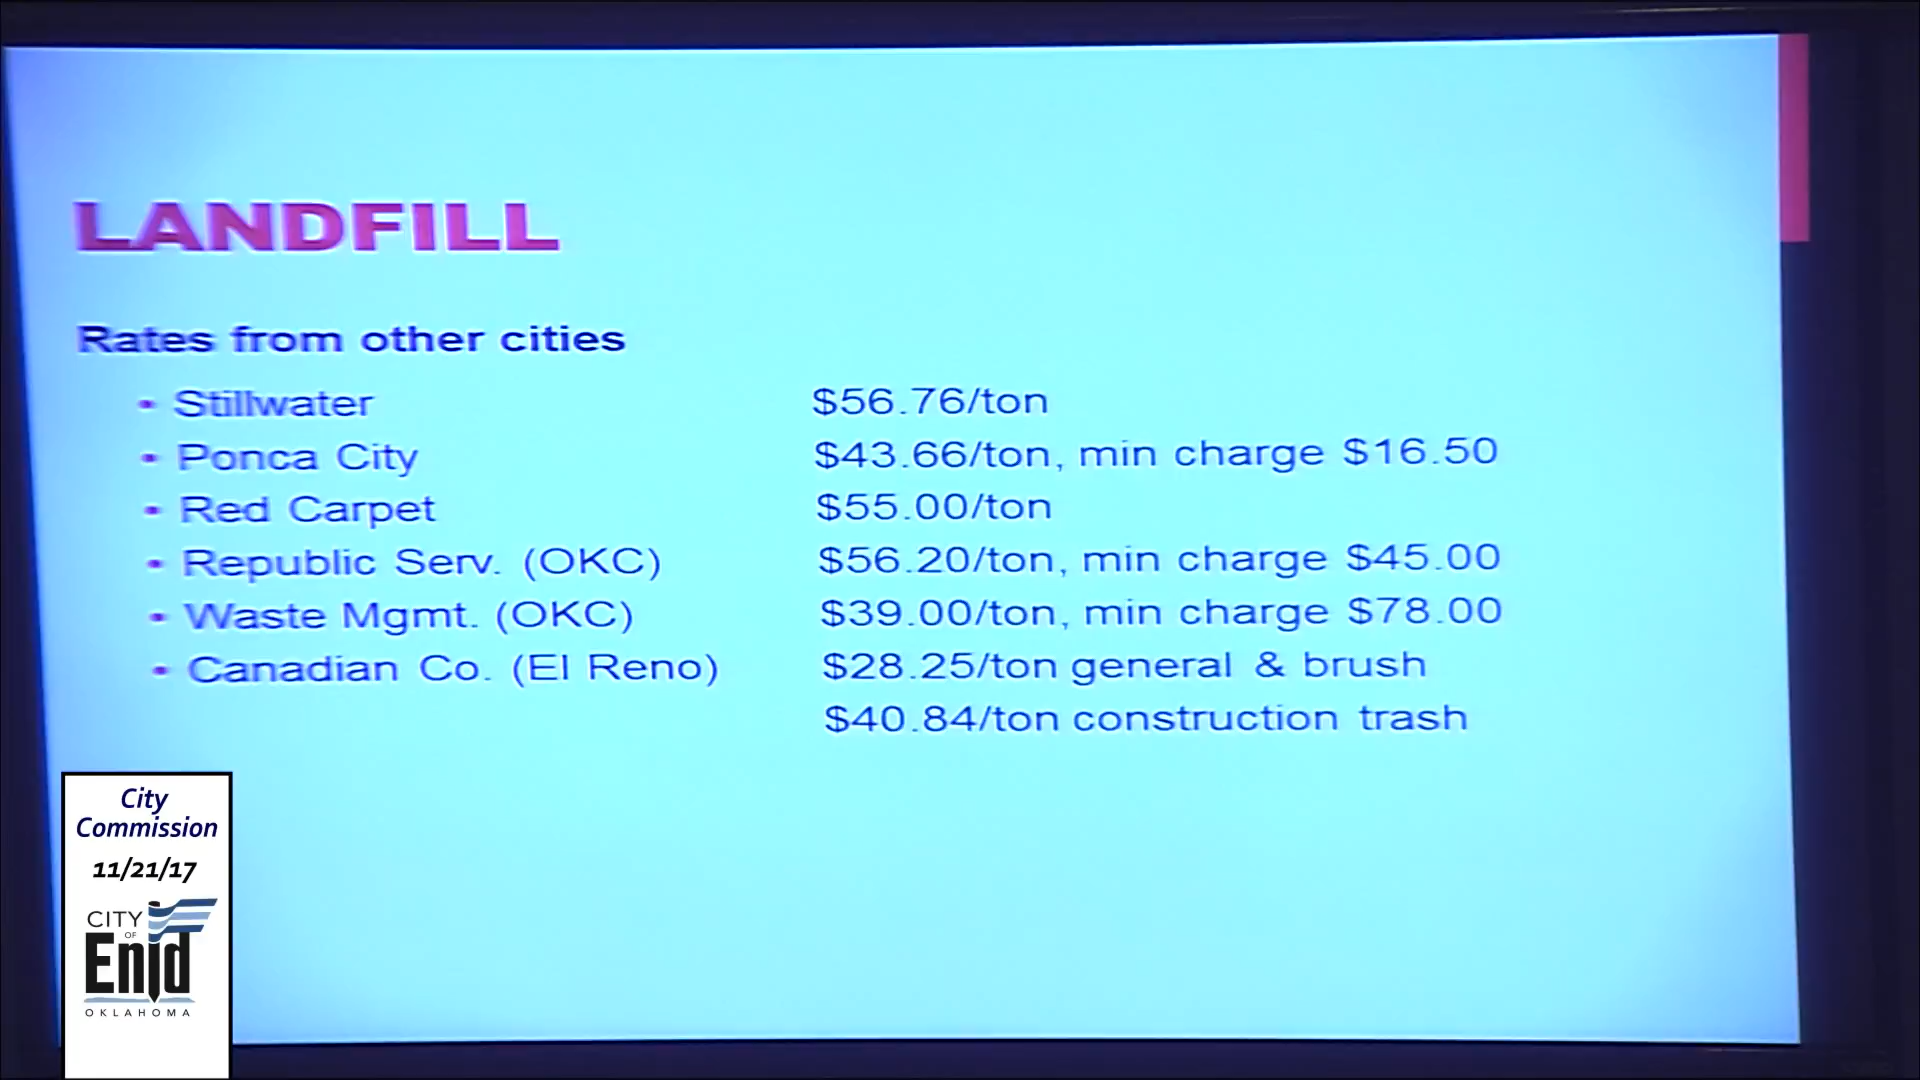 LANDFILL
Rates from other cities
• Stillwater $56.76/ton
• Ponca City $43.66/ton, min charge $16.50
• Red Carpet $55.00/ton
• Republic Serv. (OKC) $56.20/ton, min charge $45.00
• Waste Mgmt. (OKC) $39.00/ton, min charge $78.00
• Canadian Co. (El Reno) $28.25/ton general & brush
$40.84/ton construction trash
City
Commission
11/21/17
CITY
OF
Enid
OKLAHOMA